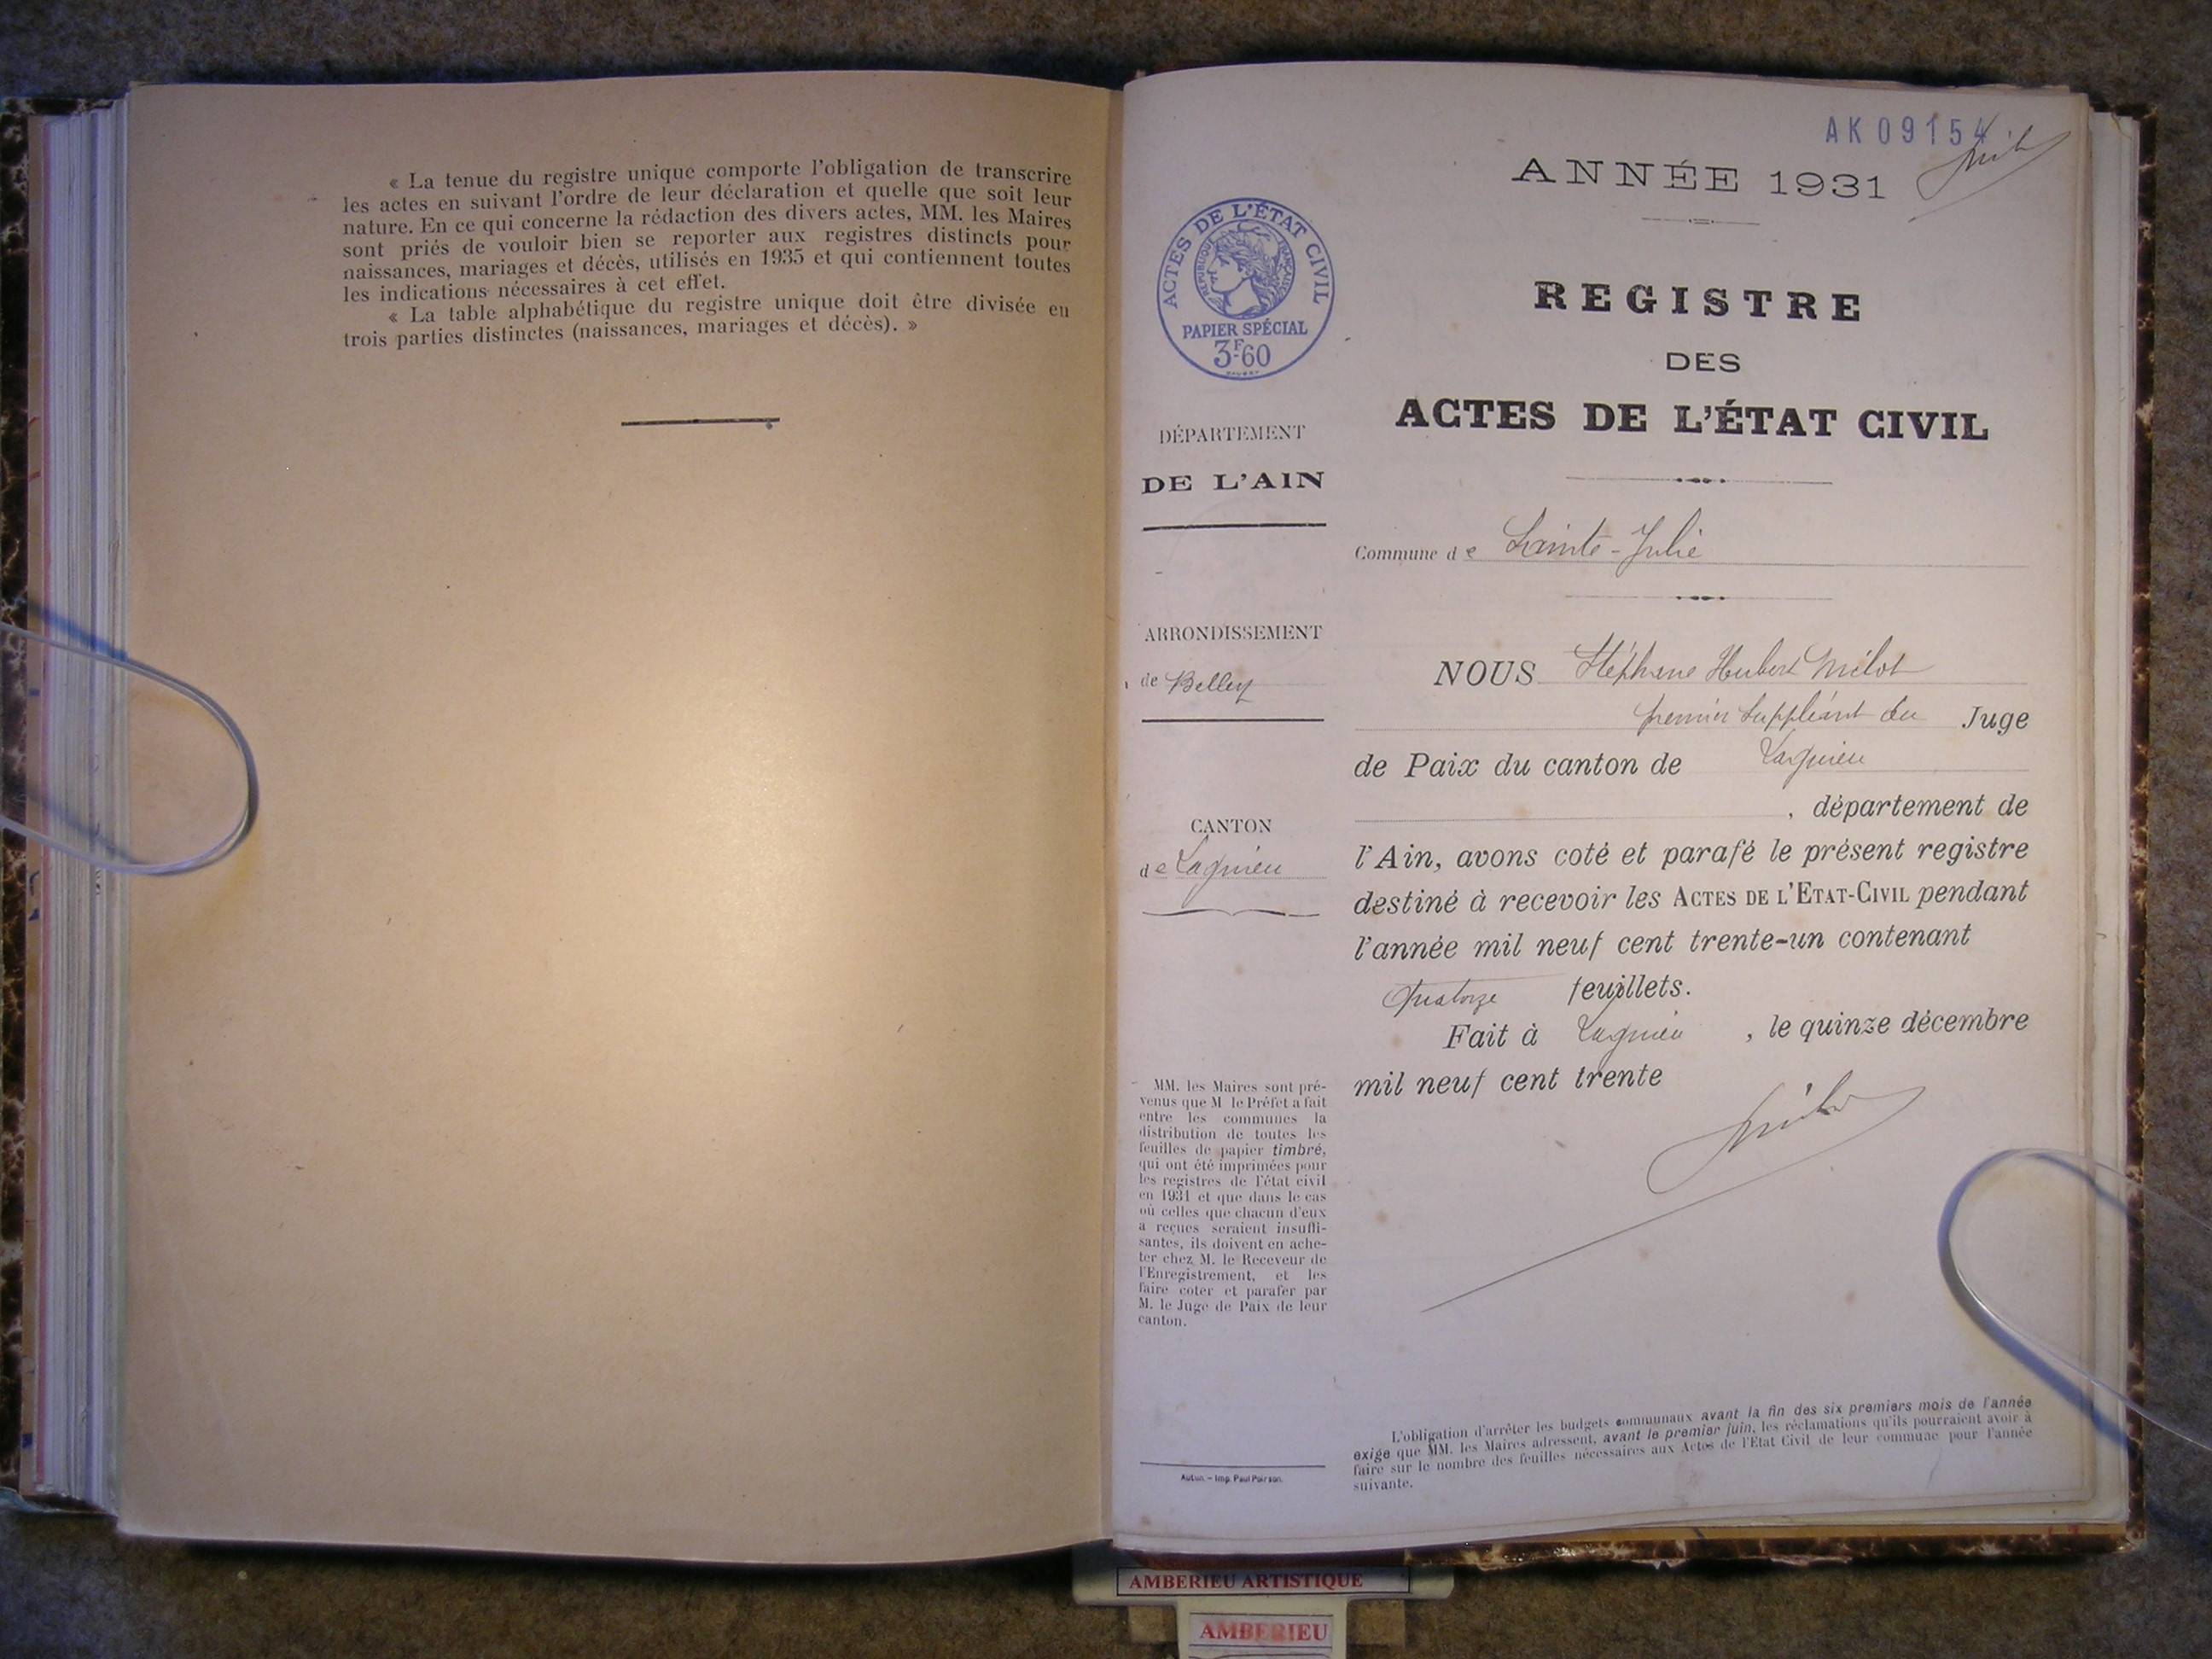 « La tenue du registre unique comporte l'obligation de transcrire
les actes en suivant l'ordre de leur déclaration et quelle que soit leur
nature. En ce qui concerne la rédaction des divers actes, MM. les Maires
sont priés de vouloir bien se reporter aux registres distincts pour
naissances, mariages et décès, utilisés en 1935 et qui contiennent toutes
les indications nécessaires à cet effet.
« La table alphabétique du registre unique doit être divisée en
trois parties distinctes (naissances, mariages et décès). »
AK09154
ANNÉE 1931
ACTES DE L'ÉTAT CIVIL
RÉPUBLIQUE FRANÇAISE
PAPIER SPÉCIAL
3F60
DÉPARTEMENT
DE L'AIN
ARRONDISSEMENT
de Belley
CANTON
de Lagnieu
MM. les Maires sont pré-
venus que M le Préfet a fait
entre les communes la
distribution de toutes les
feuilles de papier timbré,
qui ont été imprimées pour
les registres de l'état civil
en 1931 et que dans le cas
où celles que chacun d'eux
a reçues seraient insuffi-
santes, ils doivent en ache-
ter chez M. le Receveur de
l'Enregistrement, et les
faire coter et parafer par
M. le Juge de Paix de leur
canton.
Autun. – Imp. Paul Poirson.
REGISTRE
DES
ACTES DE L'ÉTAT CIVIL
Commune de Sainte-Julie
NOUS Stéphane Hubert Milot
premier suppléant du Juge
de Paix du canton de Lagnieu
, département de
l'Ain, avons coté et parafé le présent registre
destiné à recevoir les ACTES DE L'ETAT-CIVIL pendant
l'année mil neuf cent trente-un contenant
Quatorze feuillets.
Fait à Lagnieu , le quinze décembre
mil neuf cent trente
L'obligation d'arrêter les budgets communaux avant la fin des six premiers mois de l'année
exige que MM. les Maires adressent, avant le premier juin, les réclamations qu'ils pourraient avoir à
faire sur le nombre des feuilles nécessaires aux Actes de l'Etat Civil de leur commune pour l'année
suivante.
AMBERIEU ARTISTIQUE
AMBERIEU